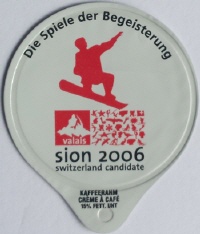 Die Spiele der Begeisterung
valais
sion 2006
switzerland candidate
KAFFEERAHM
CRÈME À CAFÉ
15% FETT. UHT